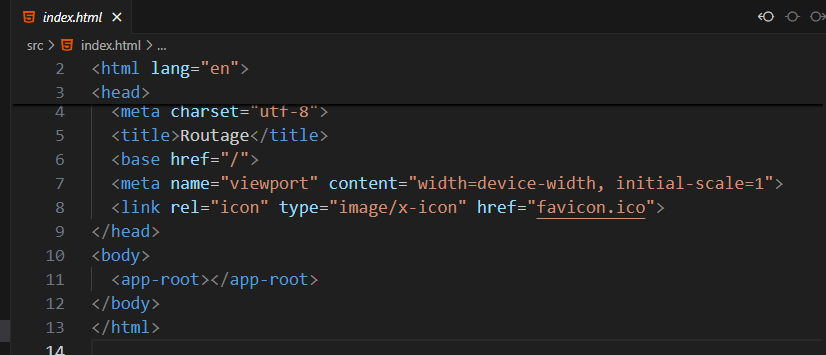 index.html ×
src > index.html > ...
2 <html lang="en">
3 <head>
4 <meta charset="utf-8">
5 <title>Routage</title>
6 <base href="/">
7 <meta name="viewport" content="width=device-width, initial-scale=1">
8 <link rel="icon" type="image/x-icon" href="favicon.ico">
9 </head>
10 <body>
11 <app-root></app-root>
12 </body>
13 </html>
14